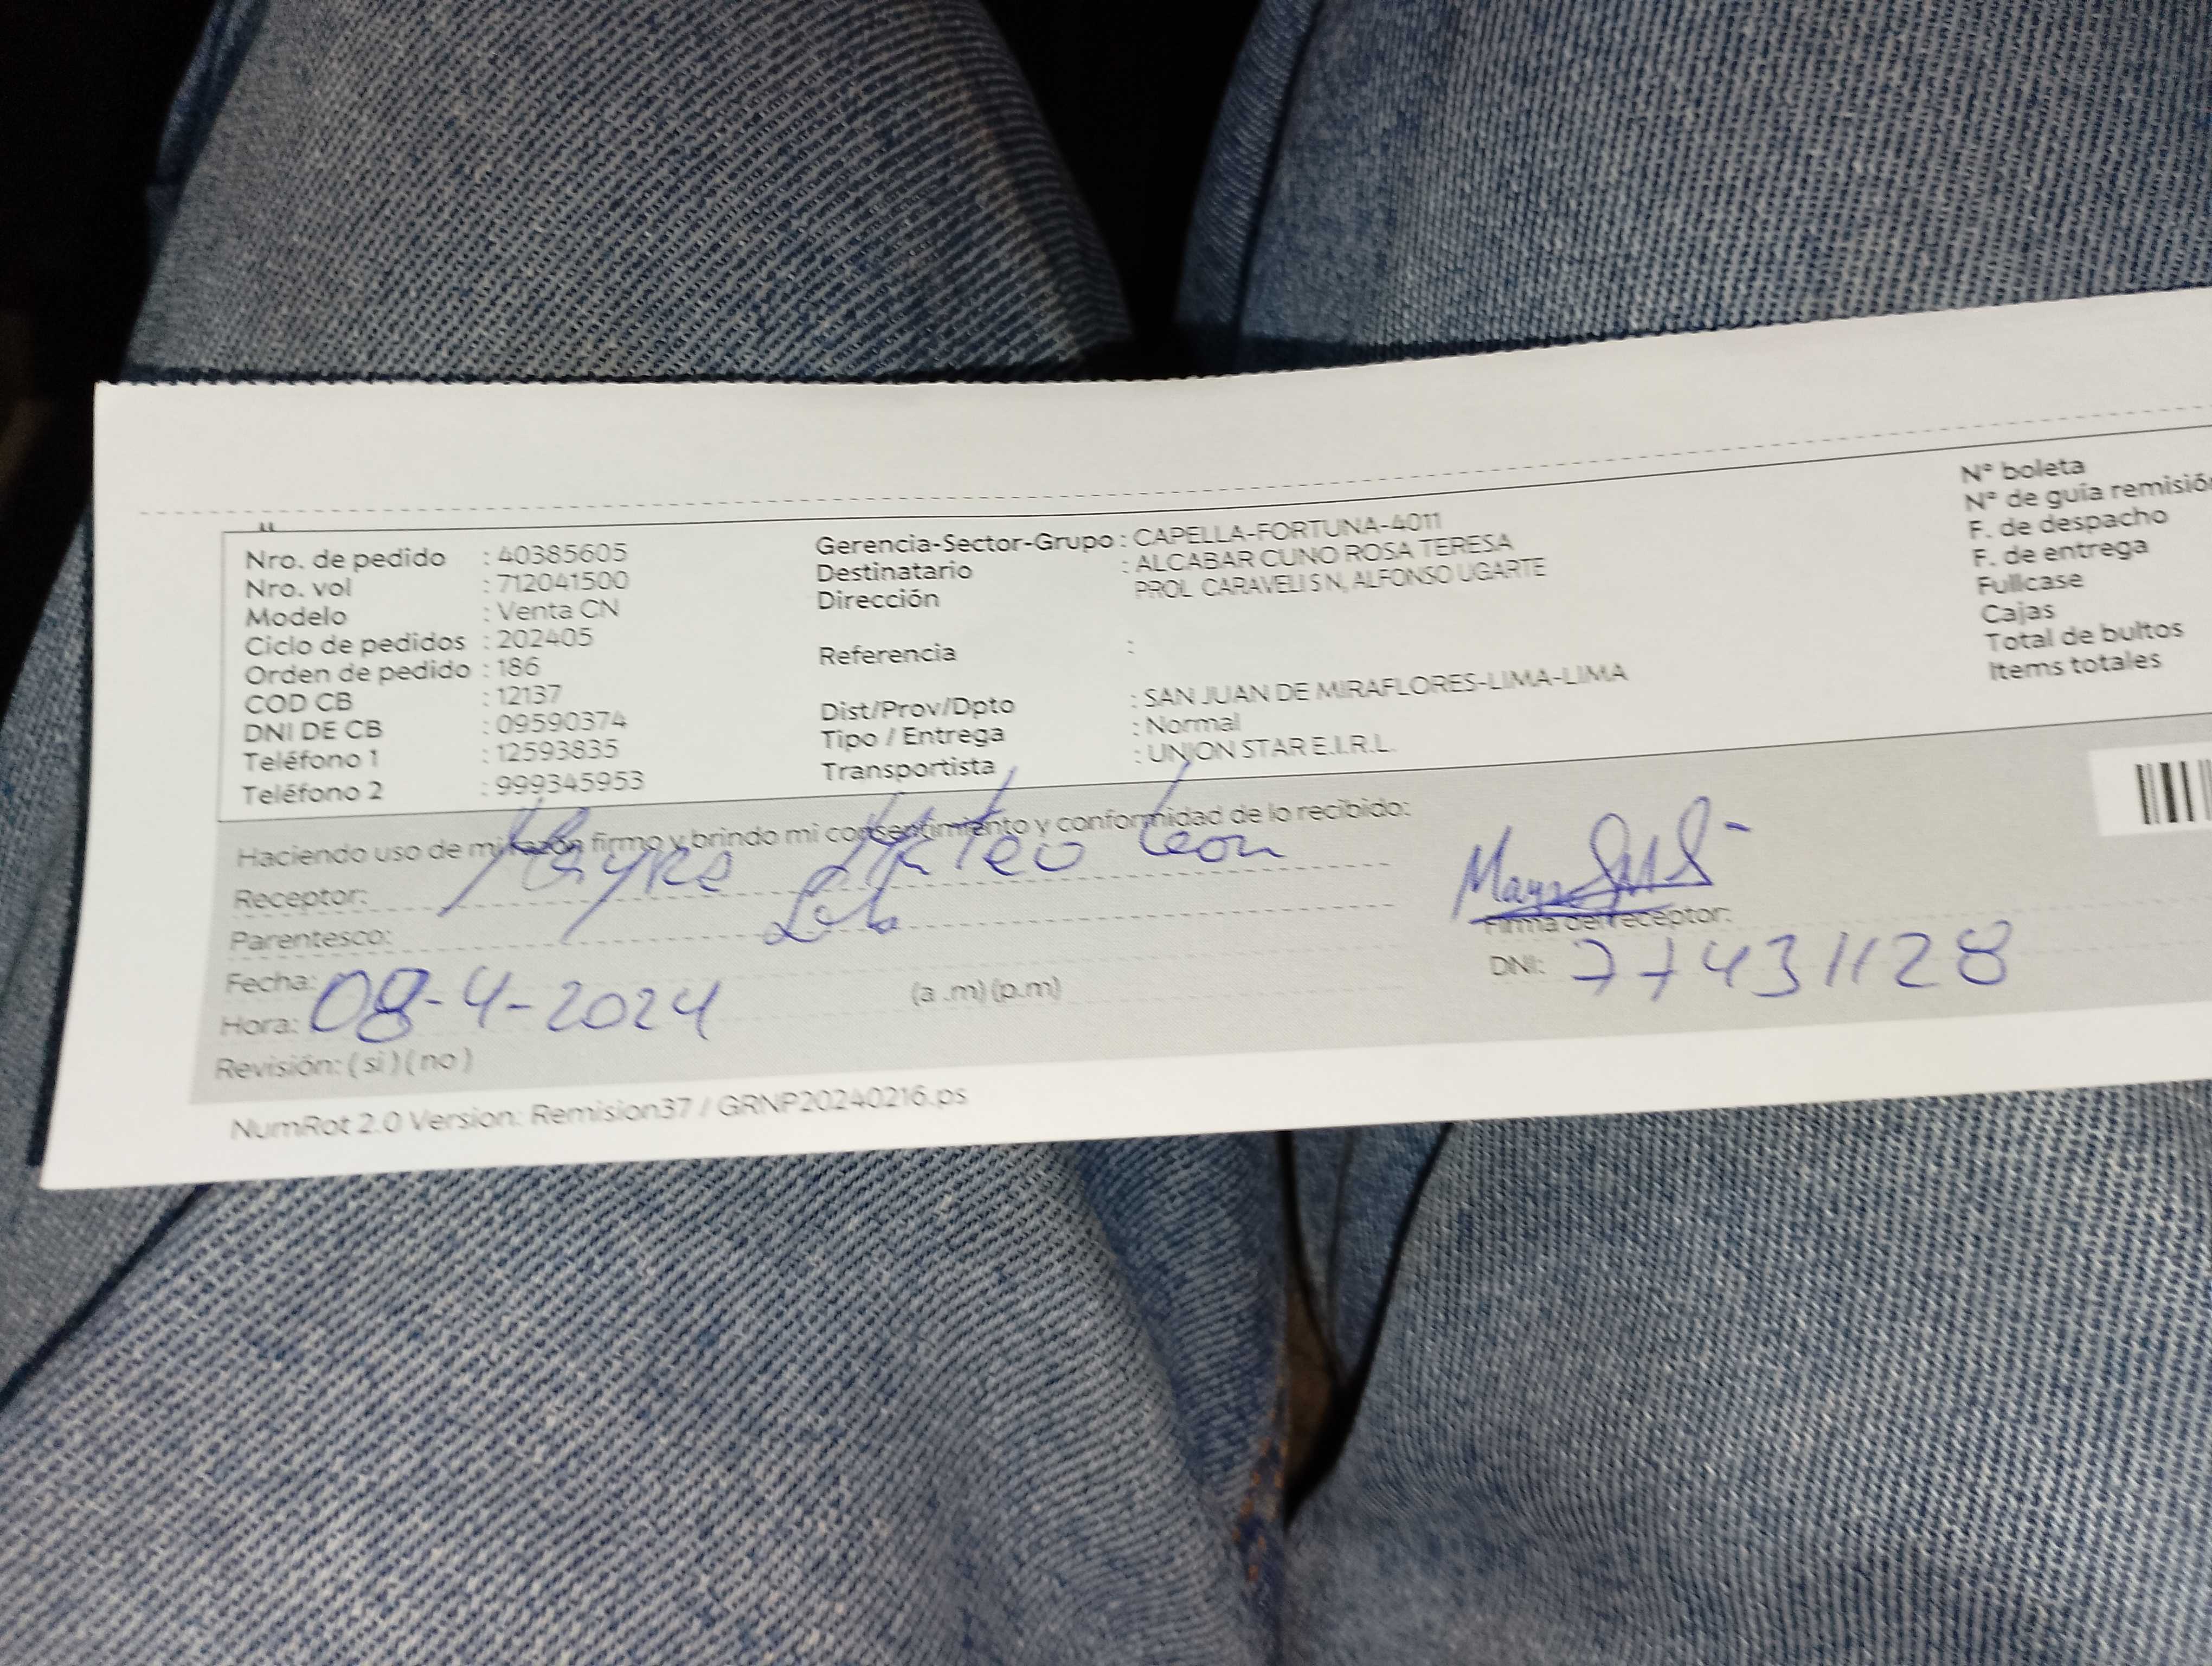 Nro. de pedido : 40385605
Nro. vol : 712041500
Modelo : Venta CN
Ciclo de pedidos : 202405
Orden de pedido : 186
COD CB : 12137
DNI DE CB : 09590374
Teléfono 1 : 12593835
Teléfono 2 : 999345953
Gerencia-Sector-Grupo : CAPELLA-FORTUNA-4011
Destinatario : ALCABAR CUNO ROSA TERESA
Dirección PROL CARAVELI S N, ALFONSO UGARTE
Referencia :
Dist/Prov/Dpto : SAN JUAN DE MIRAFLORES-LIMA-LIMA
Tipo / Entrega : Normal
Transportista : UNION STAR E.I.R.L.
N° boleta
N° de guía remisión
F. de despacho
F. de entrega
Fullcase
Cajas
Total de bultos
Items totales
Haciendo uso de mi razón firmo y brindo mi consentimiento y conformidad de lo recibido:
Receptor: Mateo Leon
Parentesco:
Fecha: 08-4-2024
Hora: (a .m) (p.m)
Revisión: ( si ) ( no )
Firma del receptor:
DNI: 77431128
NumRot 2.0 Version: Remision37 / GRNP20240216.ps